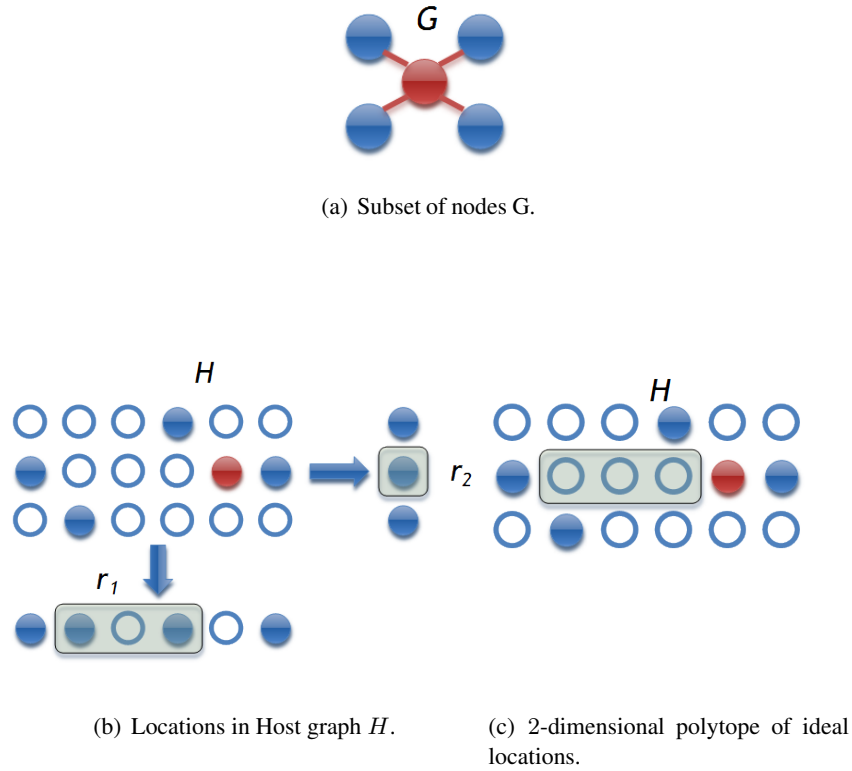 G
(a) Subset of nodes G.
H
H
r2
r1
(b) Locations in Host graph H.
(c) 2-dimensional polytope of ideal
locations.